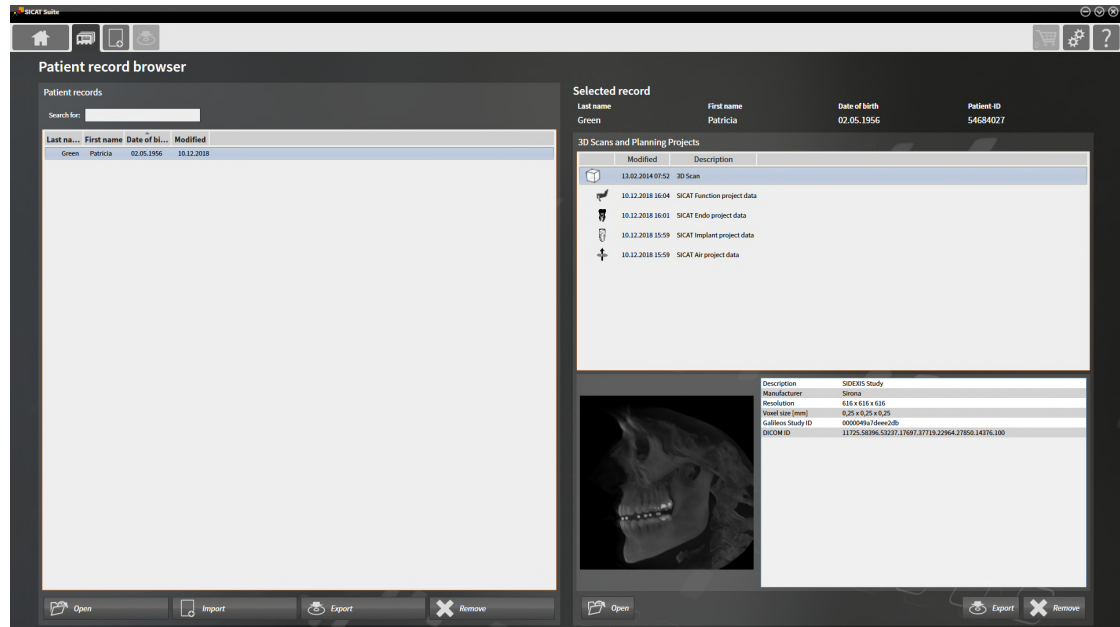 SICAT Suite
Patient record browser
Patient records
Search for:
Last na... First name Date of bi... Modified
Green Patricia 02.05.1956 10.12.2018
Open Import Export Remove
Selected record
Last name First name Date of birth Patient-ID
Green Patricia 02.05.1956 54684027
3D Scans and Planning Projects
Modified Description
13.02.2014 07:52 3D Scan
10.12.2018 16:04 SICAT Function project data
10.12.2018 16:01 SICAT Endo project data
10.12.2018 15:59 SICAT Implant project data
10.12.2018 15:59 SICAT Air project data
Description SIDEXIS Study
Manufacturer Sirona
Resolution 616 x 616 x 616
Voxel size [mm] 0,25 x 0,25 x 0,25
Galileos Study ID 0000049a7deee2db
DICOM ID 11725.58396.53237.17697.37719.22964.27850.14376.100
Open Export Remove